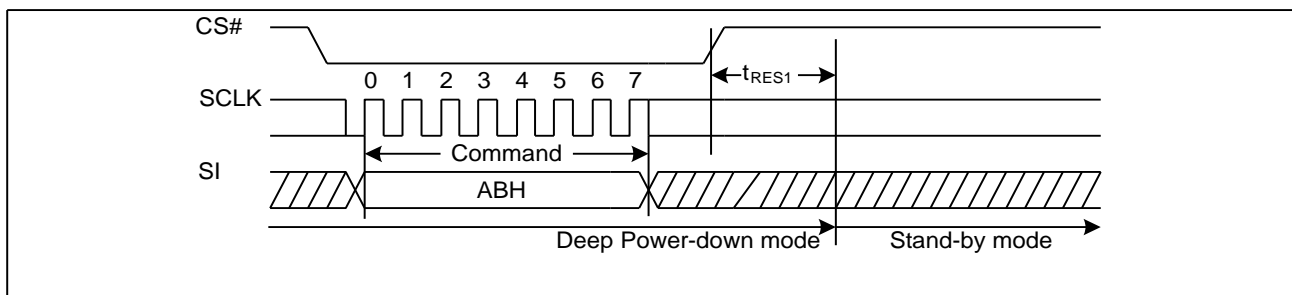 CS#
tRES1
0 1 2 3 4 5 6 7
SCLK
Command
SI
ABH
Deep Power-down mode Stand-by mode